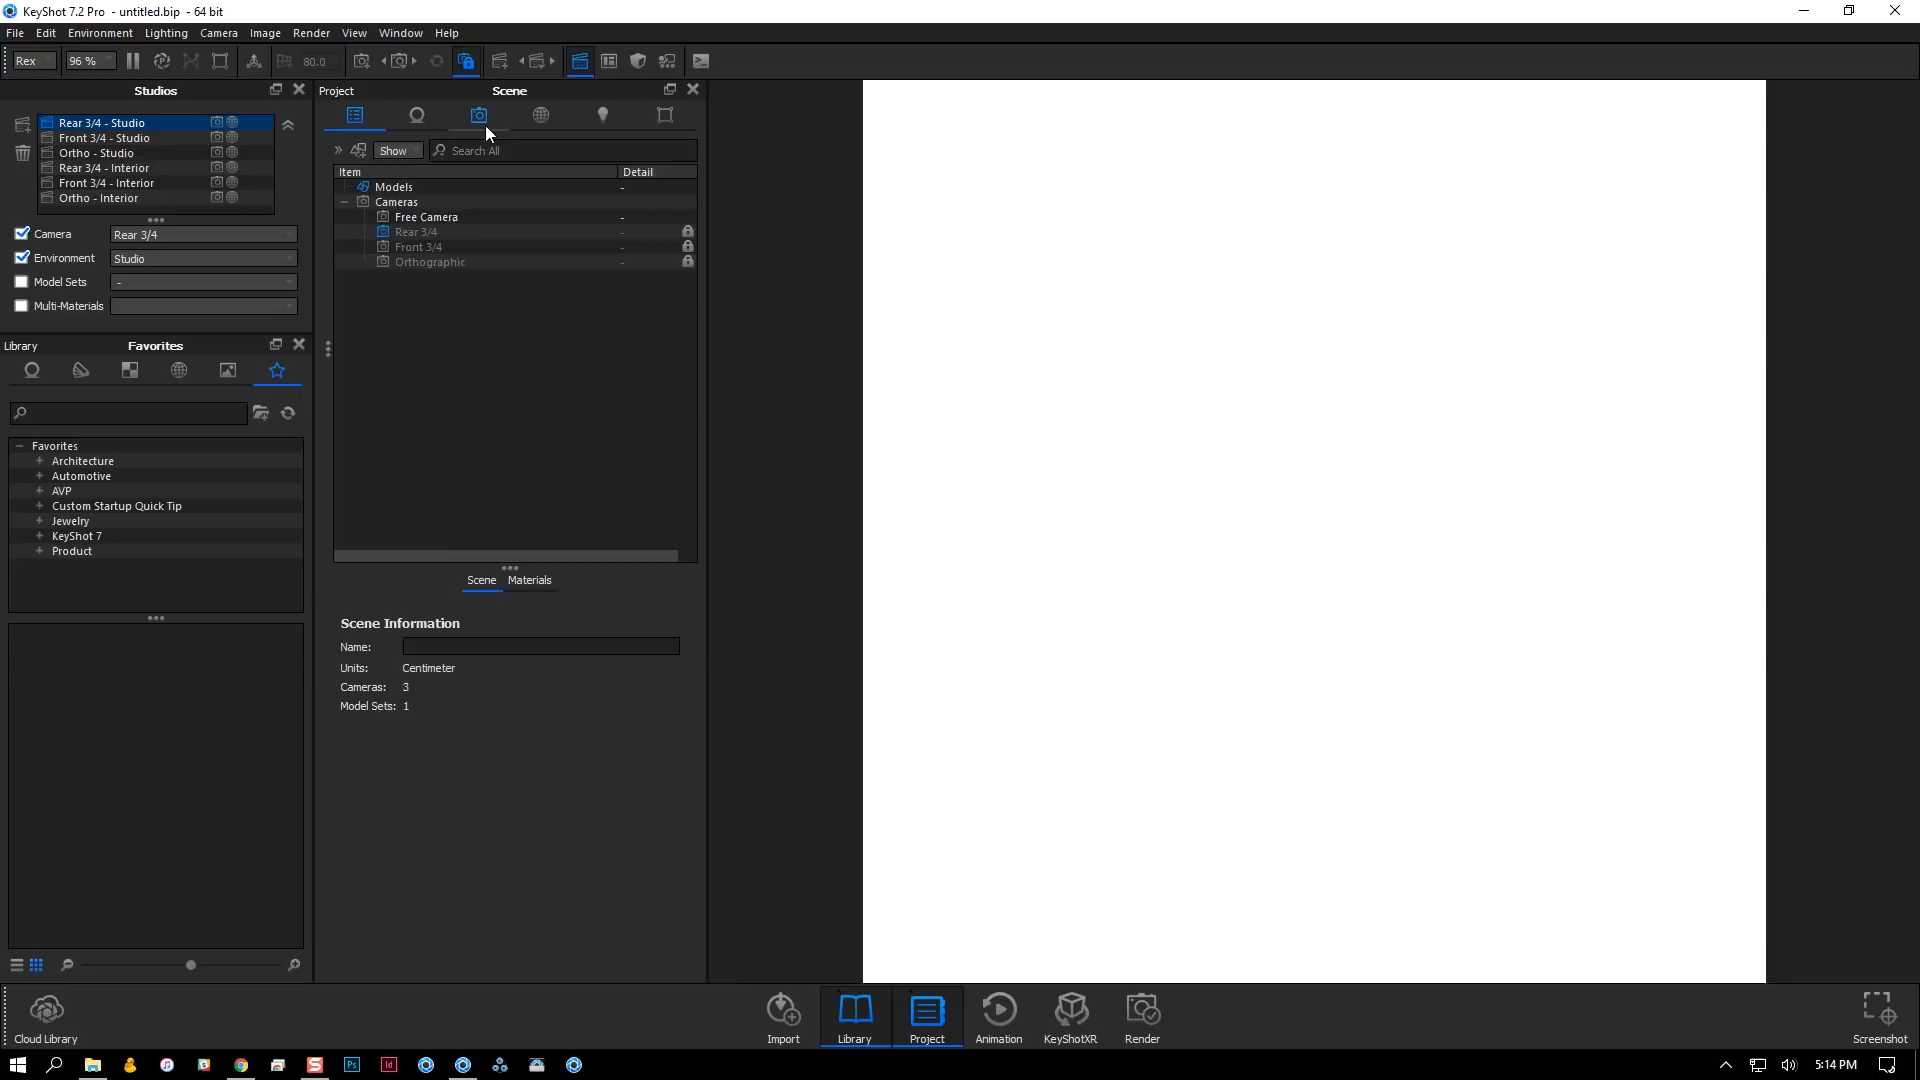 KeyShot 7.2 Pro - untitled.bip - 64 bit
File Edit Environment Lighting Camera Image Render View Window Help
Rex 96 % 80.0
Studios
Rear 3/4 - Studio
Front 3/4 - Studio
Ortho - Studio
Rear 3/4 - Interior
Front 3/4 - Interior
Ortho - Interior
Camera Rear 3/4
Environment Studio
Model Sets -
Multi-Materials
Library Favorites
Favorites
Architecture
Automotive
AVP
Custom Startup Quick Tip
Jewelry
KeyShot 7
Product
Project Scene
Show Search All
Item Detail
Models -
Cameras
Free Camera -
Rear 3/4 -
Front 3/4 -
Orthographic -
Scene Materials
Scene Information
Name:
Units: Centimeter
Cameras: 3
Model Sets: 1
Cloud Library Import Library Project Animation KeyShotXR Render Screenshot
Ps Id 5:14 PM